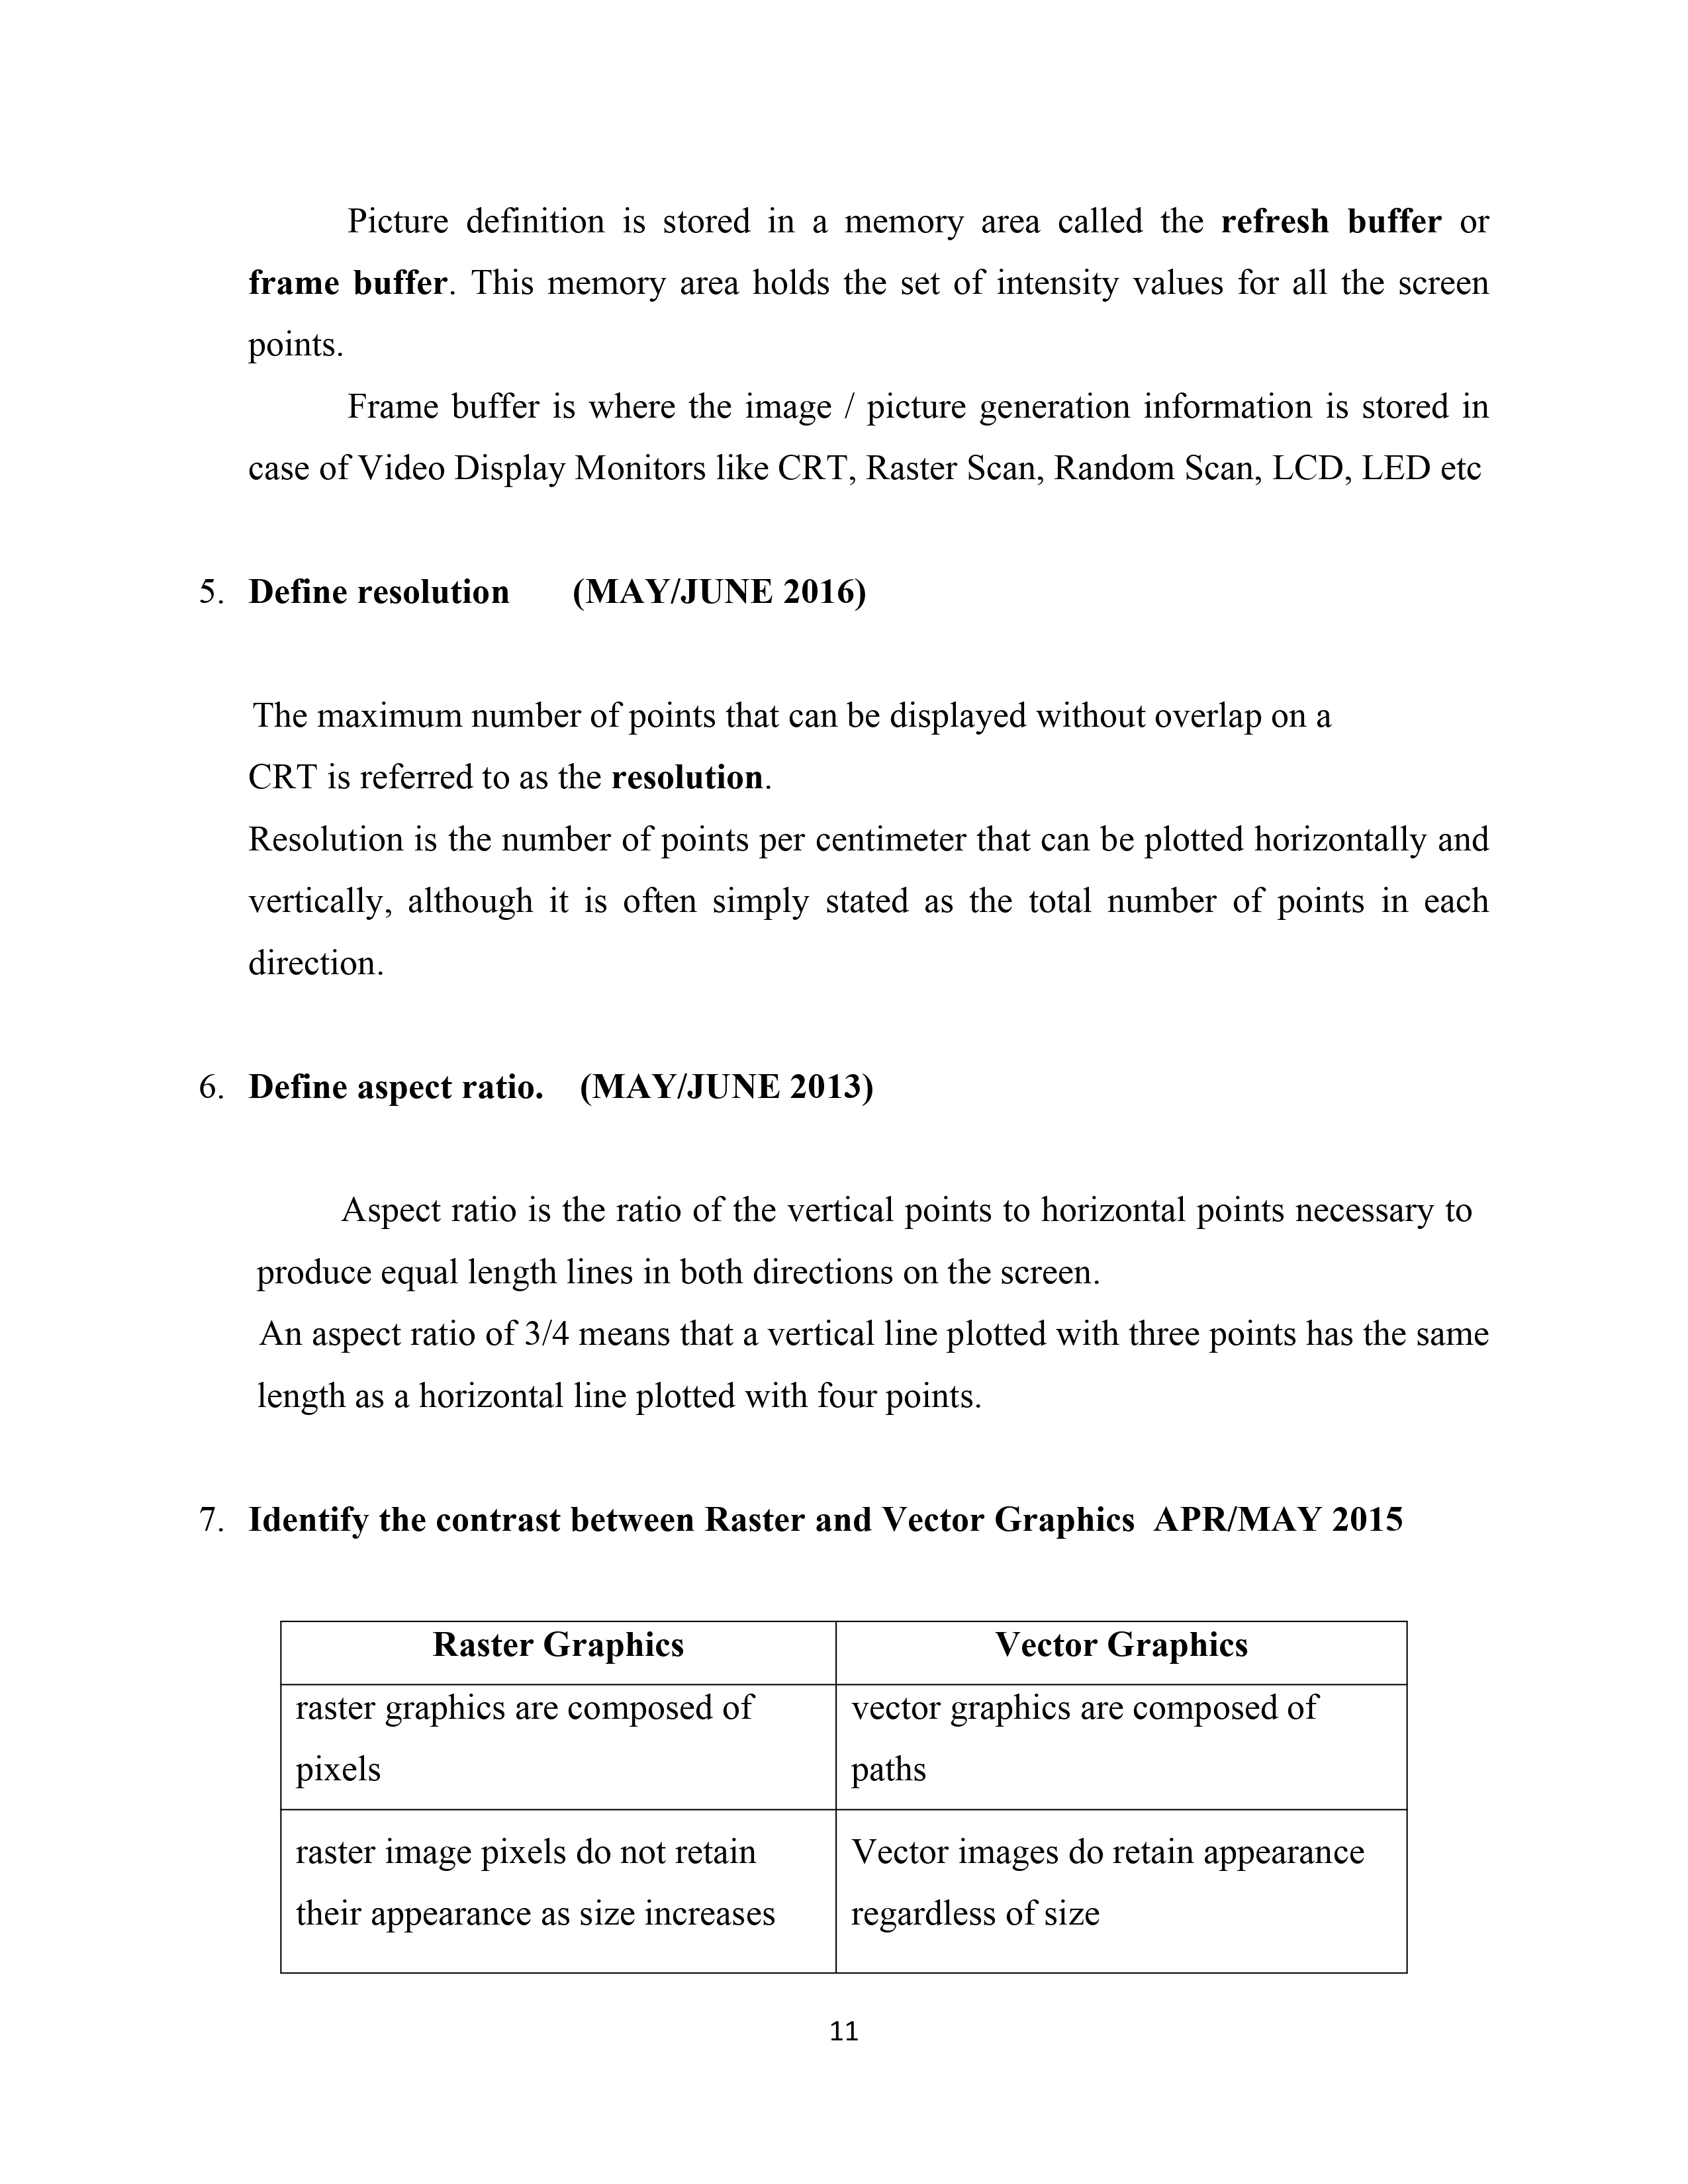 Picture definition is stored in a memory area called the refresh buffer or
frame buffer. This memory area holds the set of intensity values for all the screen
points.
Frame buffer is where the image / picture generation information is stored in
case of Video Display Monitors like CRT, Raster Scan, Random Scan, LCD, LED etc
5. Define resolution (MAY/JUNE 2016)
The maximum number of points that can be displayed without overlap on a
CRT is referred to as the resolution.
Resolution is the number of points per centimeter that can be plotted horizontally and
vertically, although it is often simply stated as the total number of points in each
direction.
6. Define aspect ratio. (MAY/JUNE 2013)
Aspect ratio is the ratio of the vertical points to horizontal points necessary to
produce equal length lines in both directions on the screen.
An aspect ratio of 3/4 means that a vertical line plotted with three points has the same
length as a horizontal line plotted with four points.
7. Identify the contrast between Raster and Vector Graphics APR/MAY 2015
Raster Graphics
Vector Graphics
raster graphics are composed of
pixels
vector graphics are composed of
paths
raster image pixels do not retain
their appearance as size increases
Vector images do retain appearance
regardless of size
11